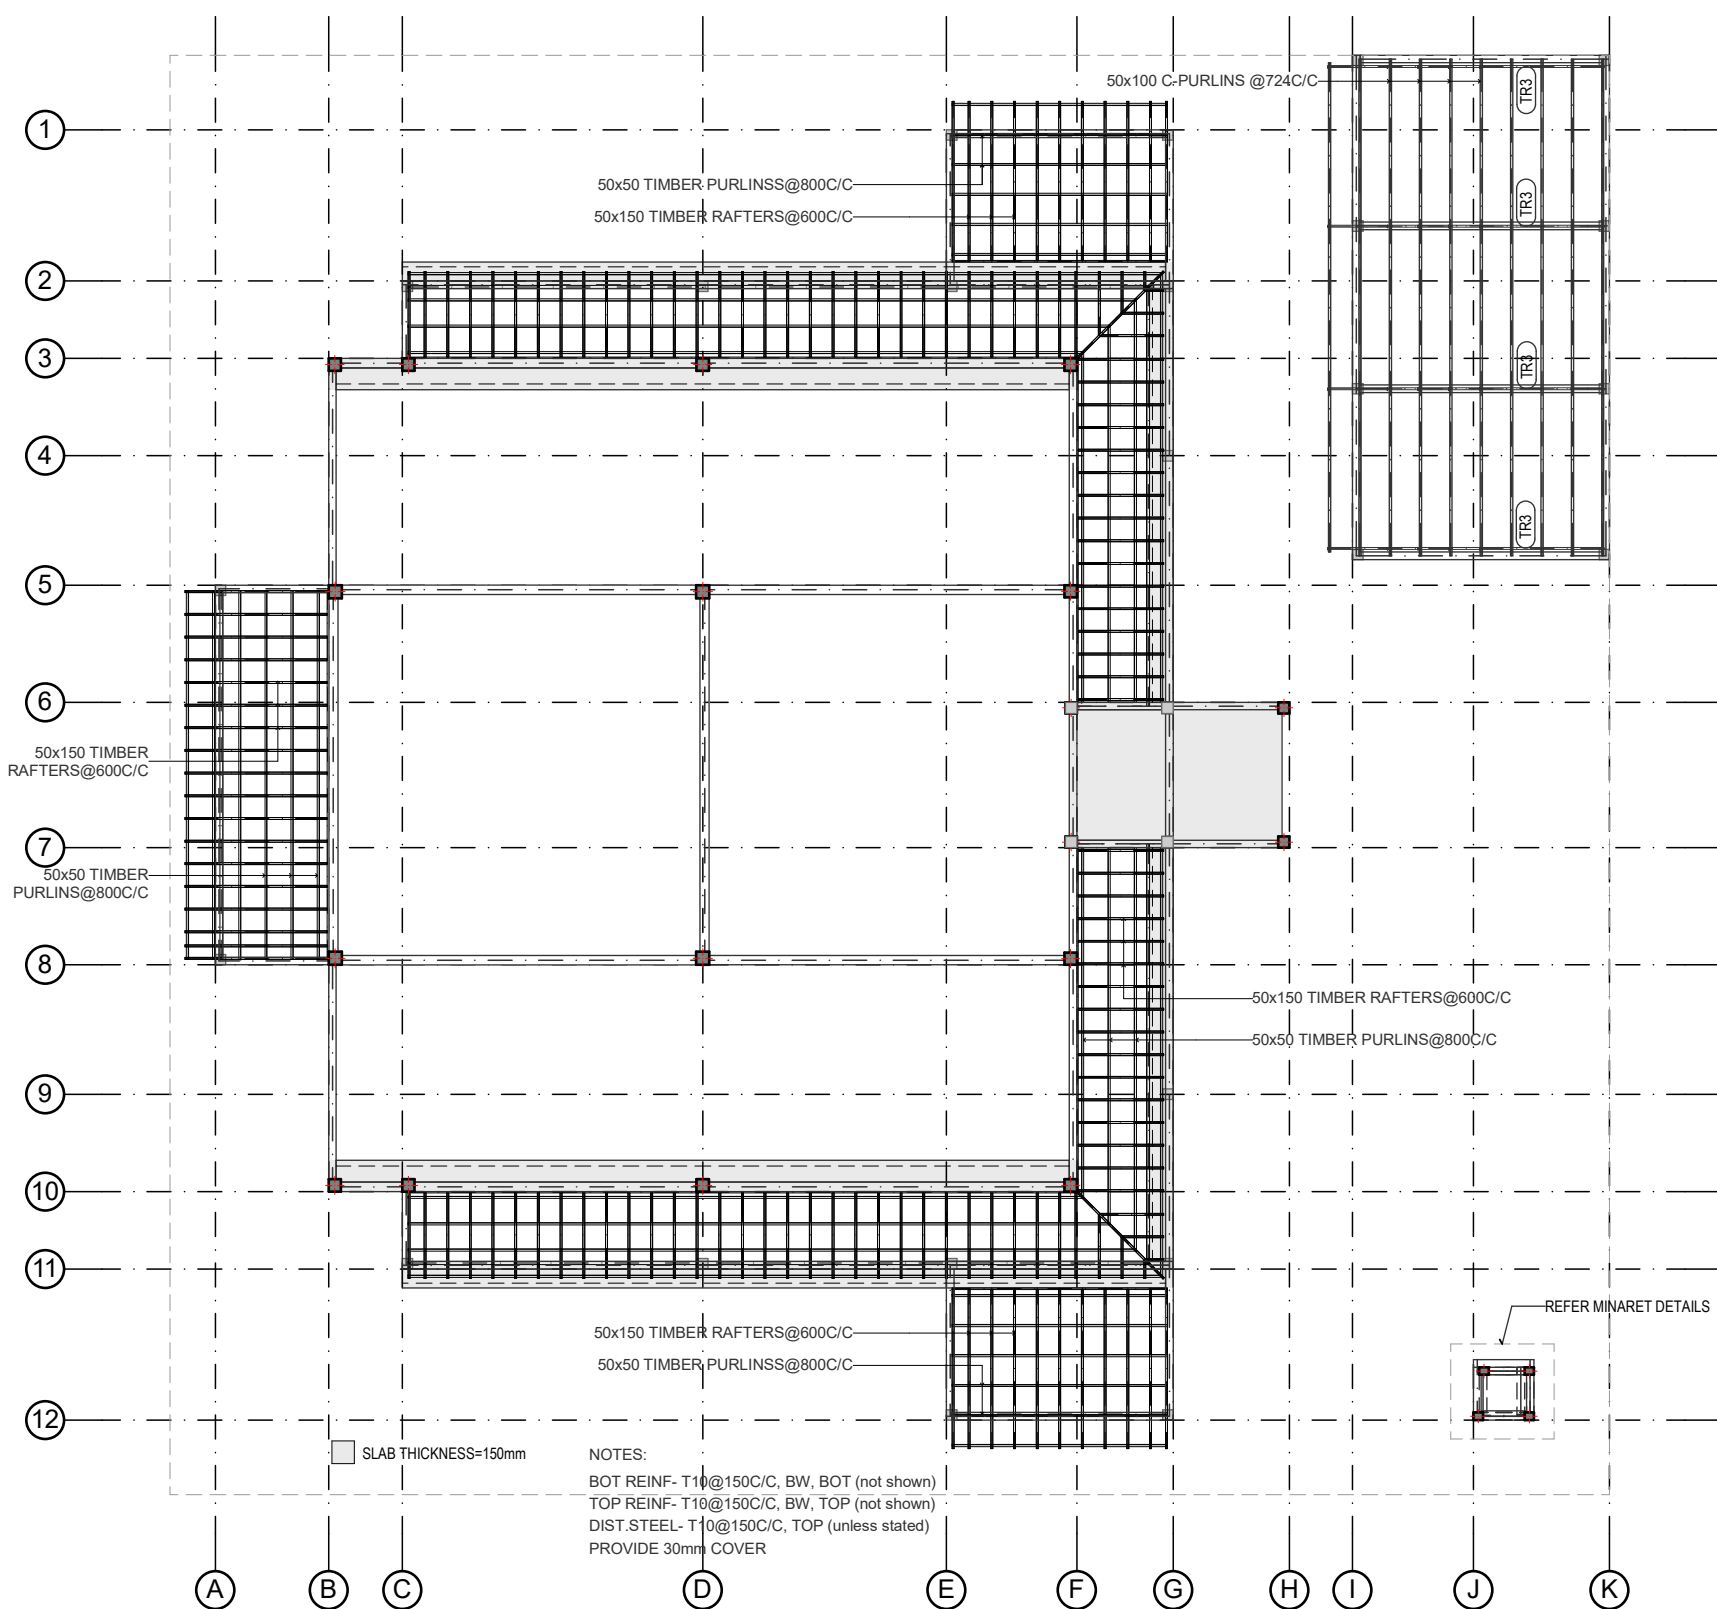 50x100 C-PURLINS @724C/C
TR3
1
50x50 TIMBER PURLINSS@800C/C
50x150 TIMBER RAFTERS@600C/C
TR3
2
3
TR3
4
TR3
5
6
50x150 TIMBER
RAFTERS@600C/C
7
50x50 TIMBER
PURLINS@800C/C
8
50x150 TIMBER RAFTERS@600C/C
50x50 TIMBER PURLINS@800C/C
9
10
11
REFER MINARET DETAILS
50x150 TIMBER RAFTERS@600C/C
50x50 TIMBER PURLINSS@800C/C
12
SLAB THICKNESS=150mm
NOTES:
BOT REINF- T10@150C/C, BW, BOT (not shown)
TOP REINF- T10@150C/C, BW, TOP (not shown)
DIST.STEEL- T10@150C/C, TOP (unless stated)
PROVIDE 30mm COVER
A B C D E F G H I J K